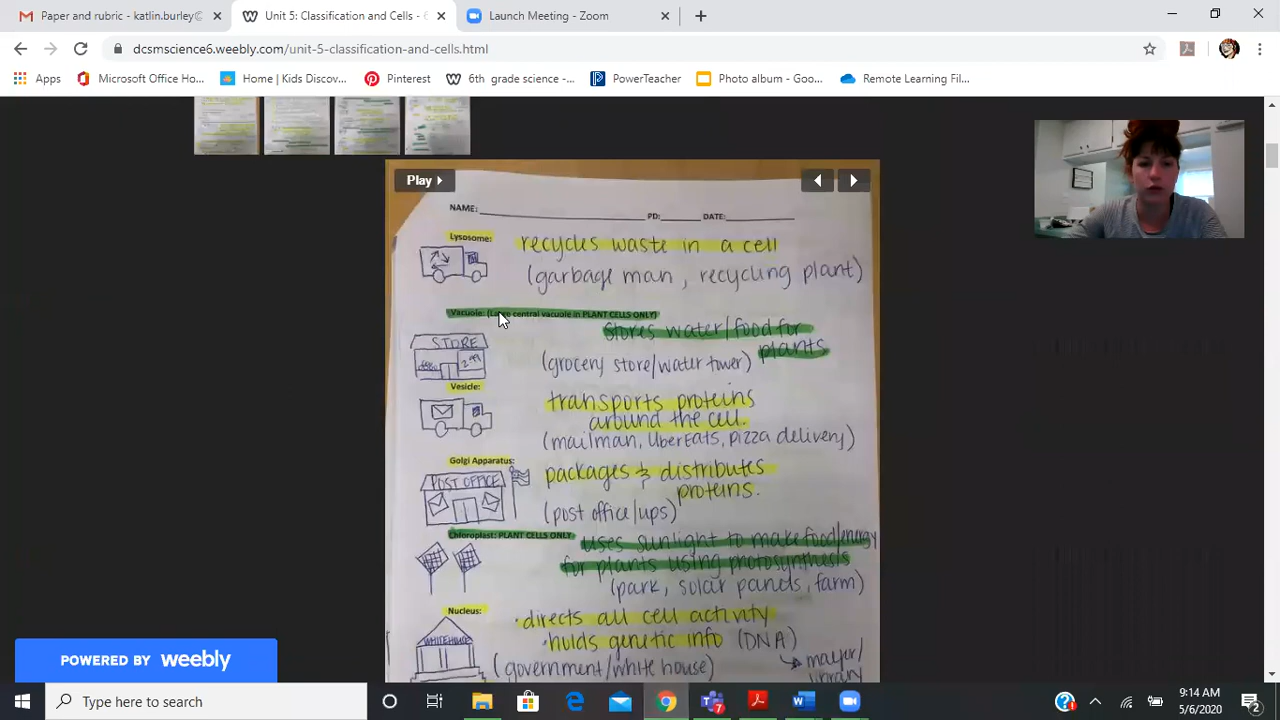 Paper and rubric - katlin.burley©
Unit 5: Classification and Cells - 6
Launch Meeting - Zoom
dcsmscience6.weebly.com/unit-5-classification-and-cells.html
Apps Microsoft Office Ho... Home | Kids Discov... Pinterest 6th grade science -... PowerTeacher Photo album - Goo... Remote Learning Fil...
Play
NAME: PD: DATE:
Lysosome:
recycles waste in a cell
(garbage man, recycling plant)
Vacuole: (Large central vacuole in PLANT CELLS ONLY)
Stores water/food for
plants
STORE
(grocery store/water tower)
Vesicle:
transports proteins
around the cell.
(mailman, UberEats, pizza delivery)
Golgi Apparatus:
packages & distributes
proteins.
POST OFFICE
(post office/ups)
Chloroplast: PLANT CELLS ONLY
uses sunlight to make food/energy
for plants using photosynthesis
(park, solar panels, farm)
Nucleus:
·directs all cell activity
·holds genetic info (DNA)
WHITEHOUSE
(government/white house)
mayor/
library
POWERED BY weebly
Type here to search
9:14 AM
5/6/2020